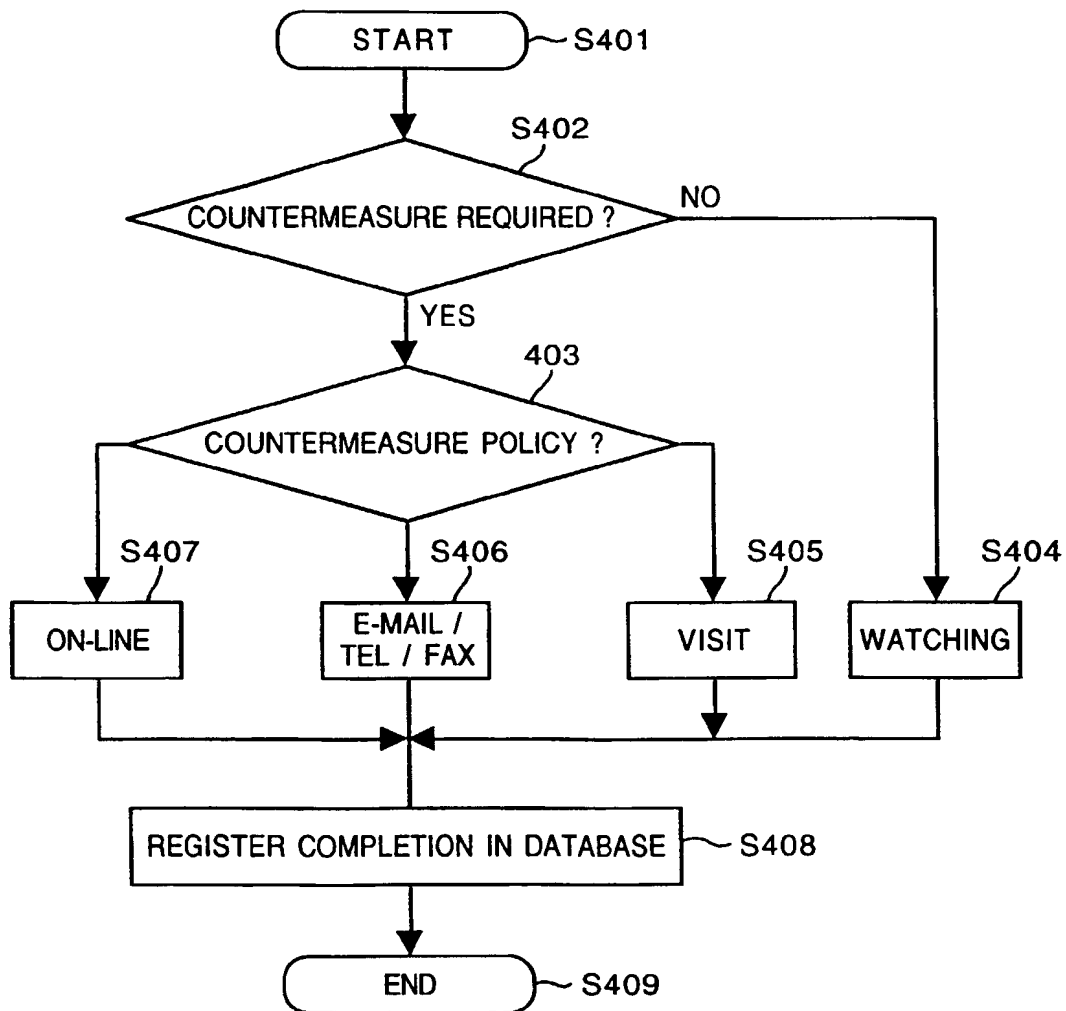 START
S401
S402
COUNTERMEASURE REQUIRED ?
NO
YES
403
COUNTERMEASURE POLICY ?
S407
S406
S405
S404
ON-LINE
E-MAIL /
TEL / FAX
VISIT
WATCHING
REGISTER COMPLETION IN DATABASE
S408
END
S409